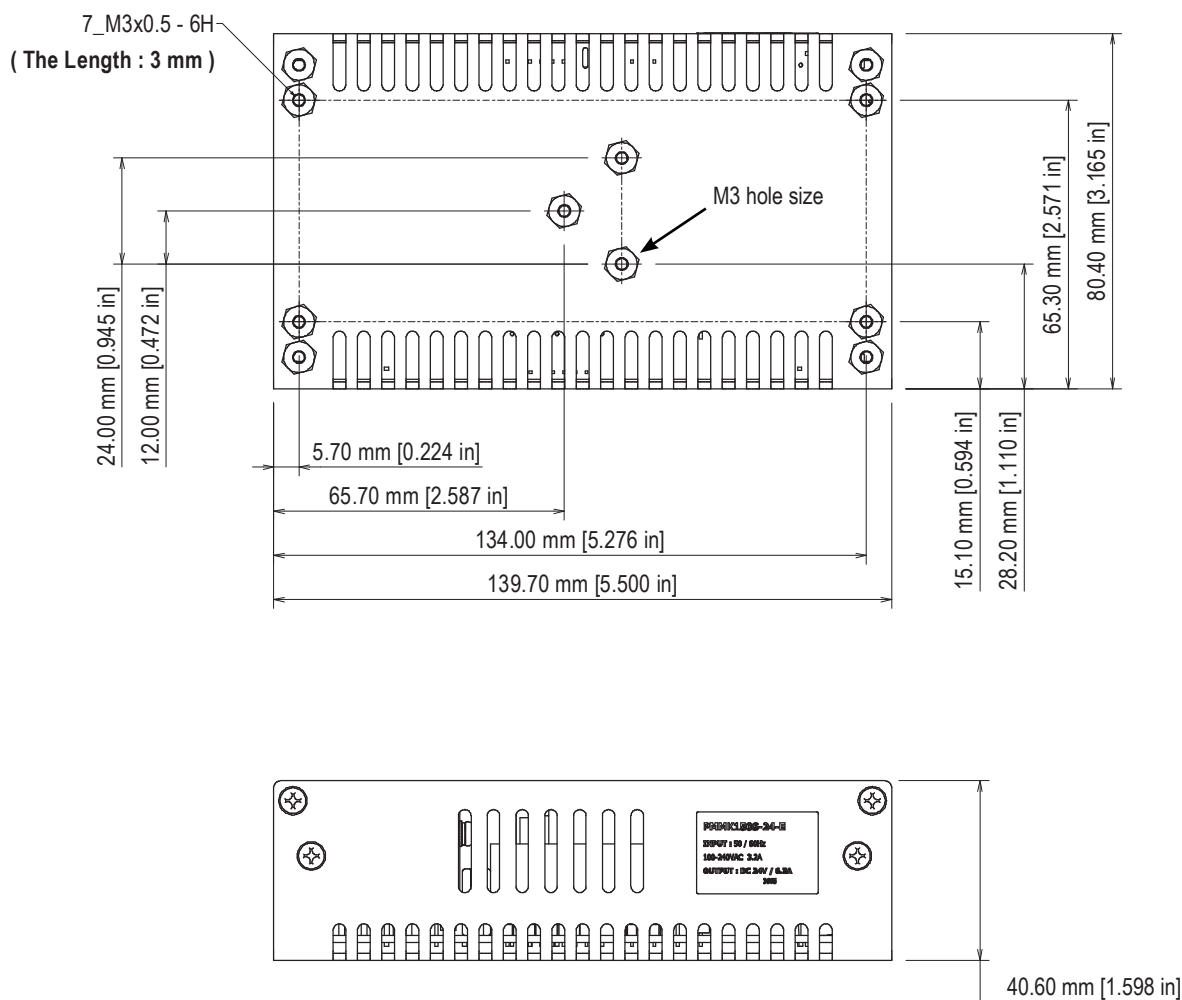 7_M3x0.5 - 6H
( The Length : 3 mm )
M3 hole size
24.00 mm [0.945 in]
12.00 mm [0.472 in]
65.30 mm [2.571 in]
80.40 mm [3.165 in]
15.10 mm [0.594 in]
28.20 mm [1.110 in]
5.70 mm [0.224 in]
65.70 mm [2.587 in]
134.00 mm [5.276 in]
139.70 mm [5.500 in]
INPUT : 50 / 60Hz
100-240VAC 3.2A
OUTPUT : DC 24V /
40.60 mm [1.598 in]